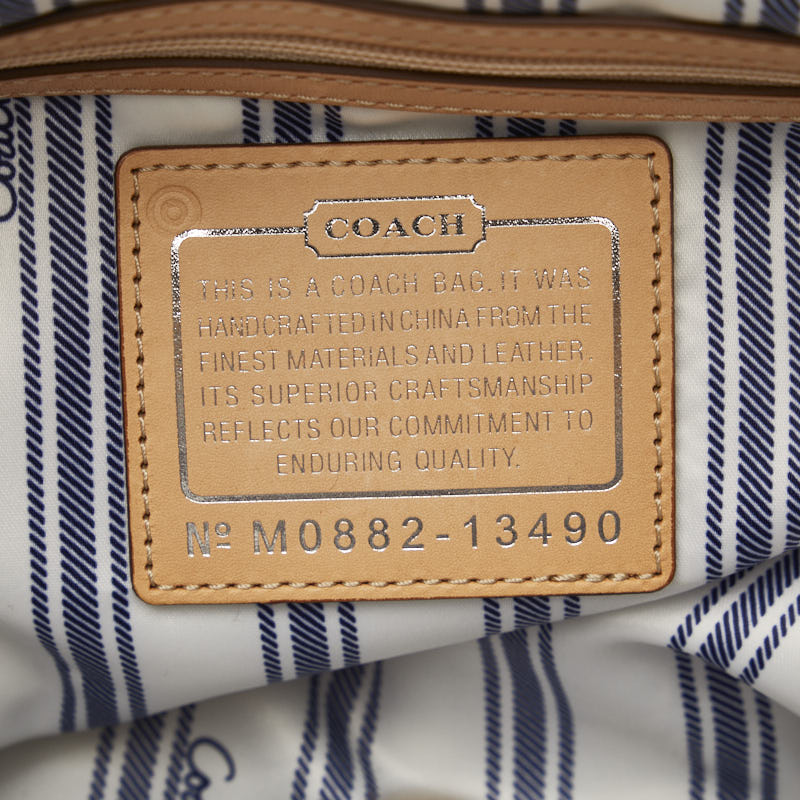 COACH
THIS IS A COACH BAG. IT WAS
HANDCRAFTED IN CHINA FROM THE
FINEST MATERIALS AND LEATHER.
ITS SUPERIOR CRAFTSMANSHIP
REFLECTS OUR COMMITMENT TO
ENDURING QUALITY.
Nº M0882-13490